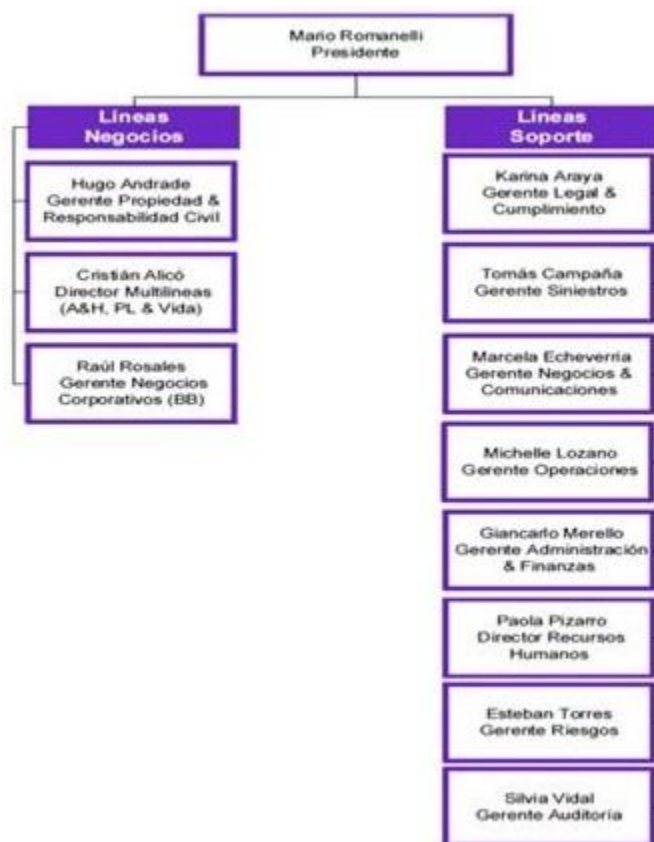 Mario Romanelli
Presidente
Líneas
Negocios
Hugo Andrade
Gerente Propiedad &
Responsabilidad Civil
Cristián Alicó
Director Multilineas
(A&H, PL & Vida)
Raúl Rosales
Gerente Negocios
Corporativos (BB)
Líneas
Soporte
Karina Araya
Gerente Legal &
Cumplimiento
Tomás Campaña
Gerente Siniestros
Marcela Echeverria
Gerente Negocios &
Comunicaciones
Michelle Lozano
Gerente Operaciones
Giancarlo Merello
Gerente Administración
& Finanzas
Paola Pizarro
Director Recursos
Humanos
Esteban Torres
Gerente Riesgos
Silvia Vidal
Gerente Auditoría